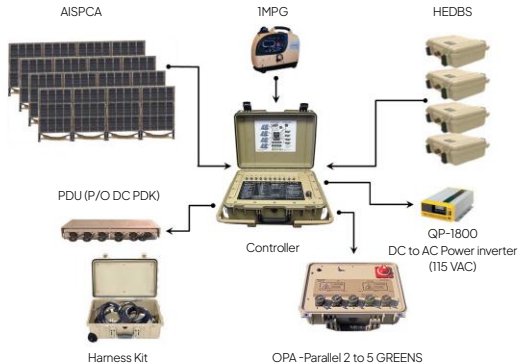 AISPCA
1MPG
HEDBS
PDU (P/O DC PDK)
Controller
QP-1800
DC to AC Power inverter
(115 VAC)
Harness Kit
OPA -Parallel 2 to 5 GREENS